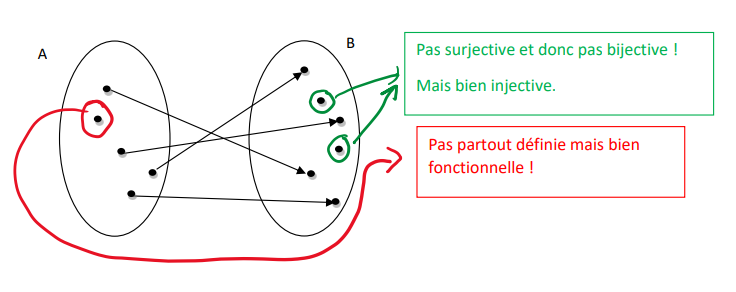 A
B
Pas surjective et donc pas bijective !
Mais bien injective.
Pas partout définie mais bien
fonctionnelle !